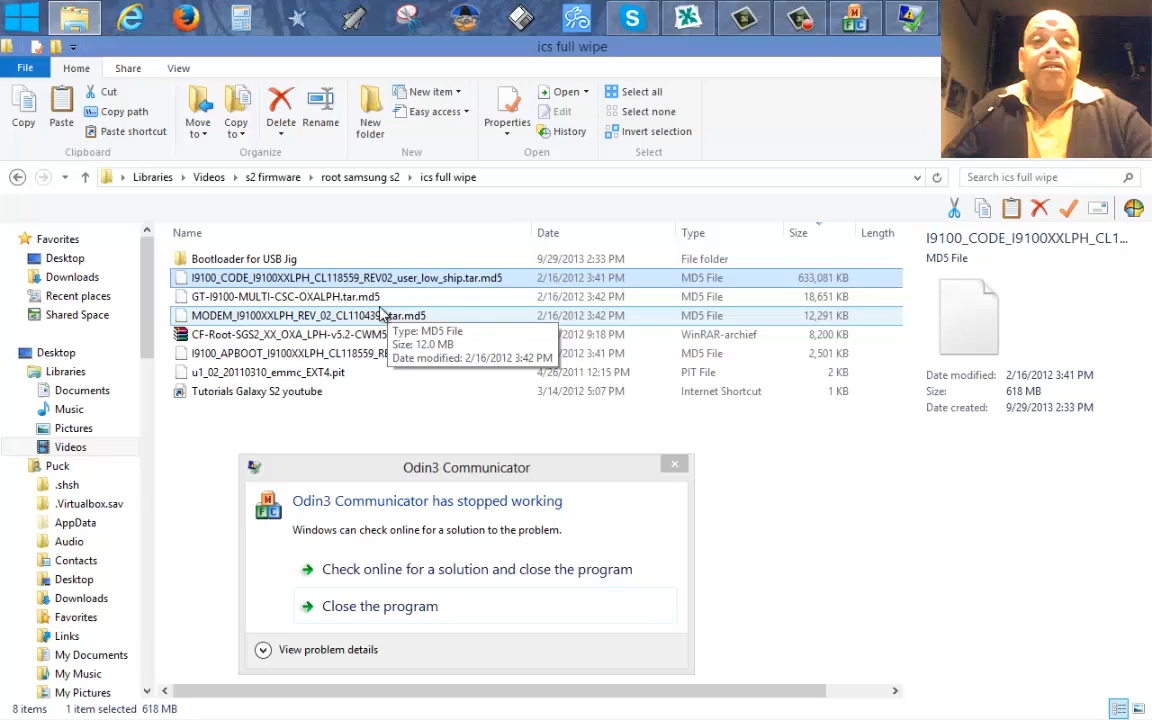 ics full wipe
File Home Share View
Copy Paste Cut Copy path Paste shortcut Move to Copy to Delete Rename New folder New item Easy access Properties Open Edit History Select all Select none Invert selection
Clipboard Organize New Open Select
Libraries Videos s2 firmware root samsung s2 ics full wipe Search ics full wipe
Name Date Type Size Length
Bootloader for USB Jig 9/29/2013 2:33 PM File folder
I9100_CODE_I9100XXLPH_CL118559_REV02_user_low_ship.tar.md5 2/16/2012 3:41 PM MD5 File 633,081 KB
GT-I9100-MULTI-CSC-OXALPH.tar.md5 2/16/2012 3:42 PM MD5 File 18,651 KB
MODEM_I9100XXLPH_REV_02_CL110439 tar.md5 2/16/2012 3:42 PM MD5 File 12,291 KB
CF-Root-SGS2_XX_OXA_LPH-v5.2-CWM5 9:18 PM WinRAR-archief 8,200 KB
I9100_APBOOT_I9100XXLPH_CL118559_RE 3:41 PM MD5 File 2,501 KB
u1_02_20110310_emmc_EXT4.pit 4/26/2011 12:15 PM PIT File 2 KB
Tutorials Galaxy S2 youtube 3/14/2012 5:07 PM Internet Shortcut 1 KB
Type: MD5 File
Size: 12.0 MB
Date modified: 2/16/2012 3:42 PM
Favorites
Desktop
Downloads
Recent places
Shared Space
Desktop
Libraries
Documents
Music
Pictures
Videos
Puck
.shsh
.Virtualbox.sav
AppData
Audio
Contacts
Desktop
Downloads
Favorites
Links
My Documents
My Music
My Pictures
I9100_CODE_I9100XXLPH_CL1...
MD5 File
Date modified: 2/16/2012 3:41 PM
Size: 618 MB
Date created: 9/29/2013 2:33 PM
Odin3 Communicator
Odin3 Communicator has stopped working
Windows can check online for a solution to the problem.
Check online for a solution and close the program
Close the program
View problem details
8 items 1 item selected 618 MB